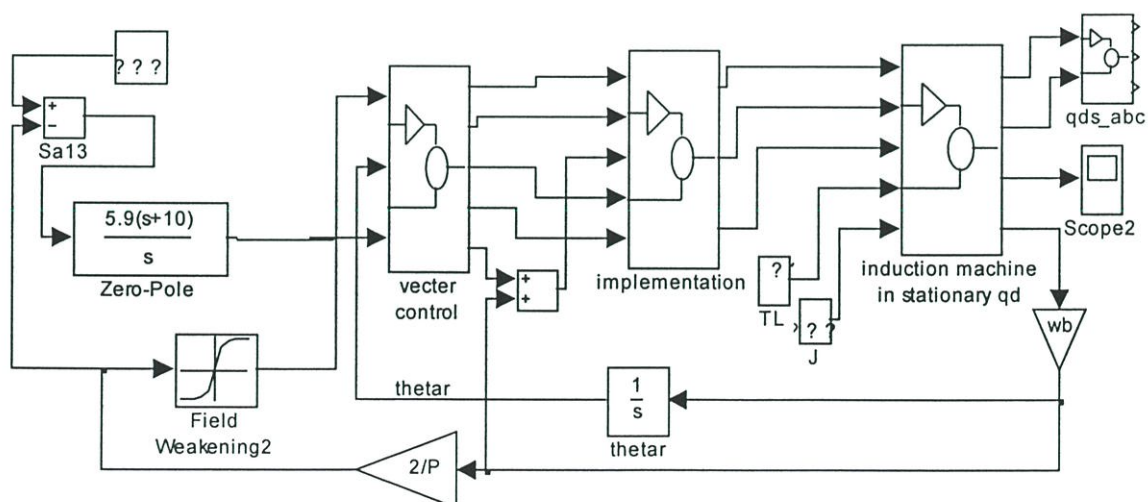 ? ? ?
+
−
Sa13
5.9(s+10)
s
Zero-Pole
Field
Weakening2
vecter
control
+
+
implementation
?
TL
? ?
J
induction machine
in stationary qd
qds_abc
Scope2
wb
thetar
1
s
thetar
2/P